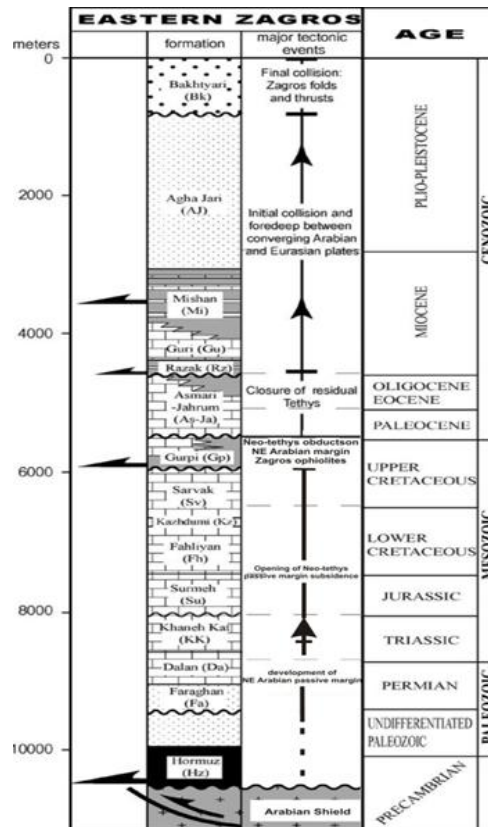 EASTERN ZAGROS
meters
formation
major tectonic
events
AGE
0
2000
4000
6000
8000
10000
Bakhtyari
(Bk)
Agha Jari
(AJ)
Mishan
(Mi)
Guri (Gu)
Razak (Rz)
Asmari
-Jahrum
(As-Ja)
Gurpi (Gp)
Sarvak
(Sv)
Kazhdumi (Kz)
Fahliyan
(Fh)
Surmeh
(Su)
Khaneh Kat
(KK)
Dalan (Da)
Faraghan
(Fa)
Hormuz
(Hz)
Final collision:
Zagros folds
and thrusts
Initial collision and
foredeep between
converging Arabian
and Eurasian plates
Closure of residual
Tethys
Neo-tethys obductson
NE Arabian margin
Zagros ophiolites
Opening of Neo-tethys
passive margin subsidence
development of
NE Arabian passive margin
Arabian Shield
PLIO-PLEISTOCENE
MIOCENE
OLIGOCENE
EOCENE
PALEOCENE
UPPER
CRETACEOUS
LOWER
CRETACEOUS
JURASSIC
TRIASSIC
PERMIAN
UNDIFFERENTIATED
PALEOZOIC
PRECAMBRIAN
CENOZOIC
MESOZOIC
PALEOZOIC